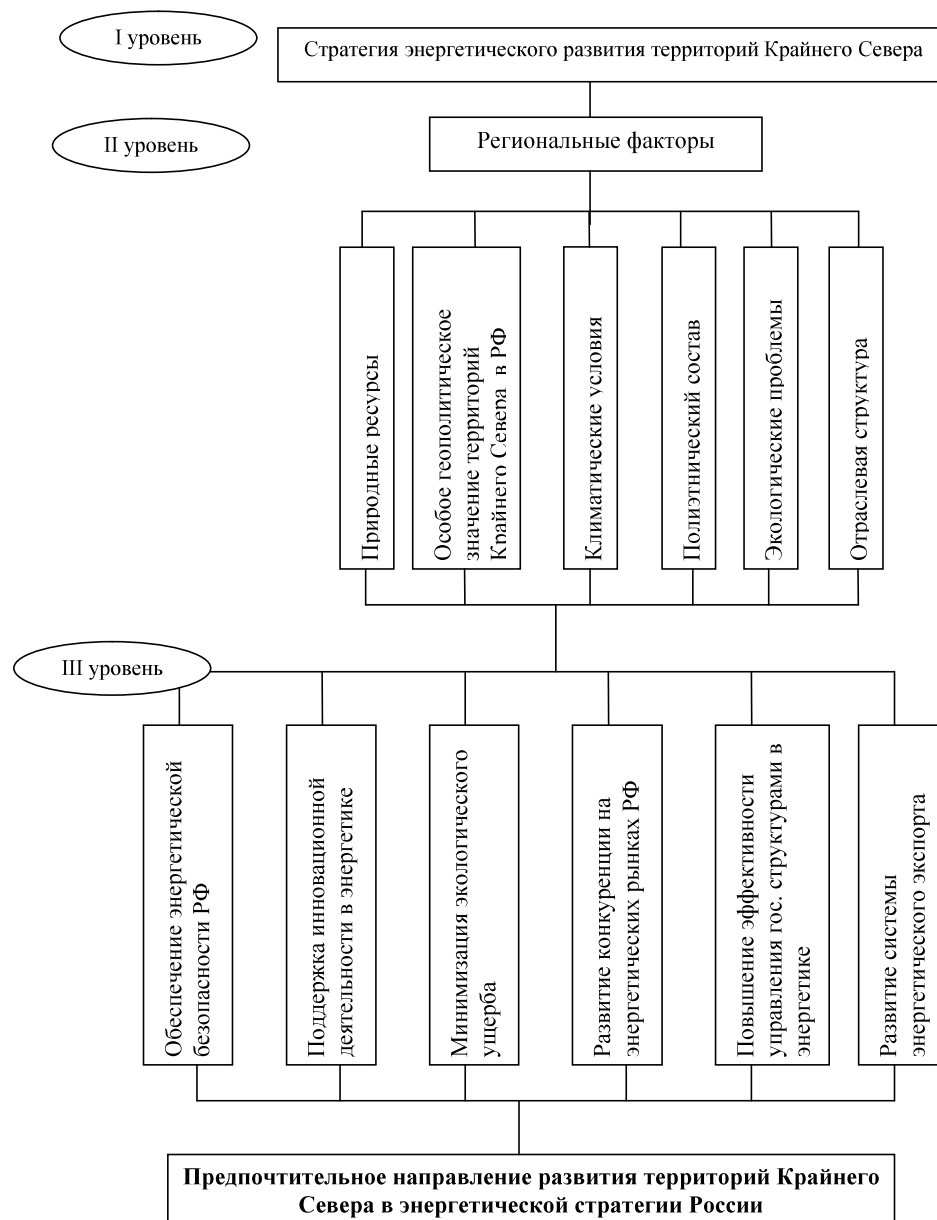 I уровень
Стратегия энергетического развития территорий Крайнего Севера
II уровень
Региональные факторы
Природные ресурсы
Особое геополитическое
значение территорий
Крайнего Севера в РФ
Климатические условия
Полиэтнический состав
Экологические проблемы
Отраслевая структура
III уровень
Обеспечение энергетической
безопасности РФ
Поддержка инновационной
деятельности в энергетике
Минимизация экологического
ущерба
Развитие конкуренции на
энергетических рынках РФ
Повышение эффективности
управления гос. структурами в
энергетике
Развитие системы
энергетического экспорта
Предпочтительное направление развития территорий Крайнего
Севера в энергетической стратегии России